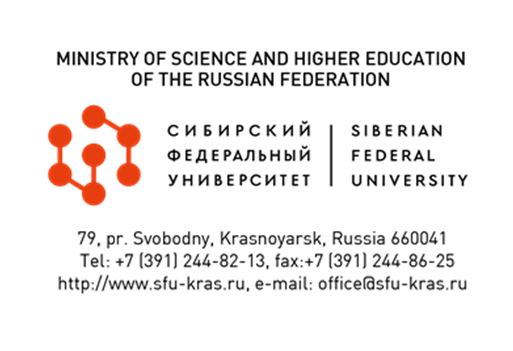 MINISTRY OF SCIENCE AND HIGHER EDUCATION
OF THE RUSSIAN FEDERATION
СИБИРСКИЙ
ФЕДЕРАЛЬНЫЙ
УНИВЕРСИТЕТ
SIBERIAN
FEDERAL
UNIVERSITY
79, pr. Svobodny, Krasnoyarsk, Russia 660041
Tel: +7 (391) 244-82-13, fax:+7 (391) 244-86-25
http://www.sfu-kras.ru, e-mail: office@sfu-kras.ru